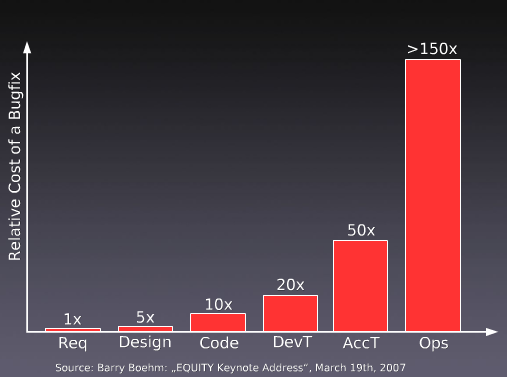 Relative Cost of a Bugfix
1x
5x
10x
20x
50x
>150x
Req
Design
Code
DevT
AccT
Ops
Source: Barry Boehm: „EQUITY Keynote Address“, March 19th, 2007